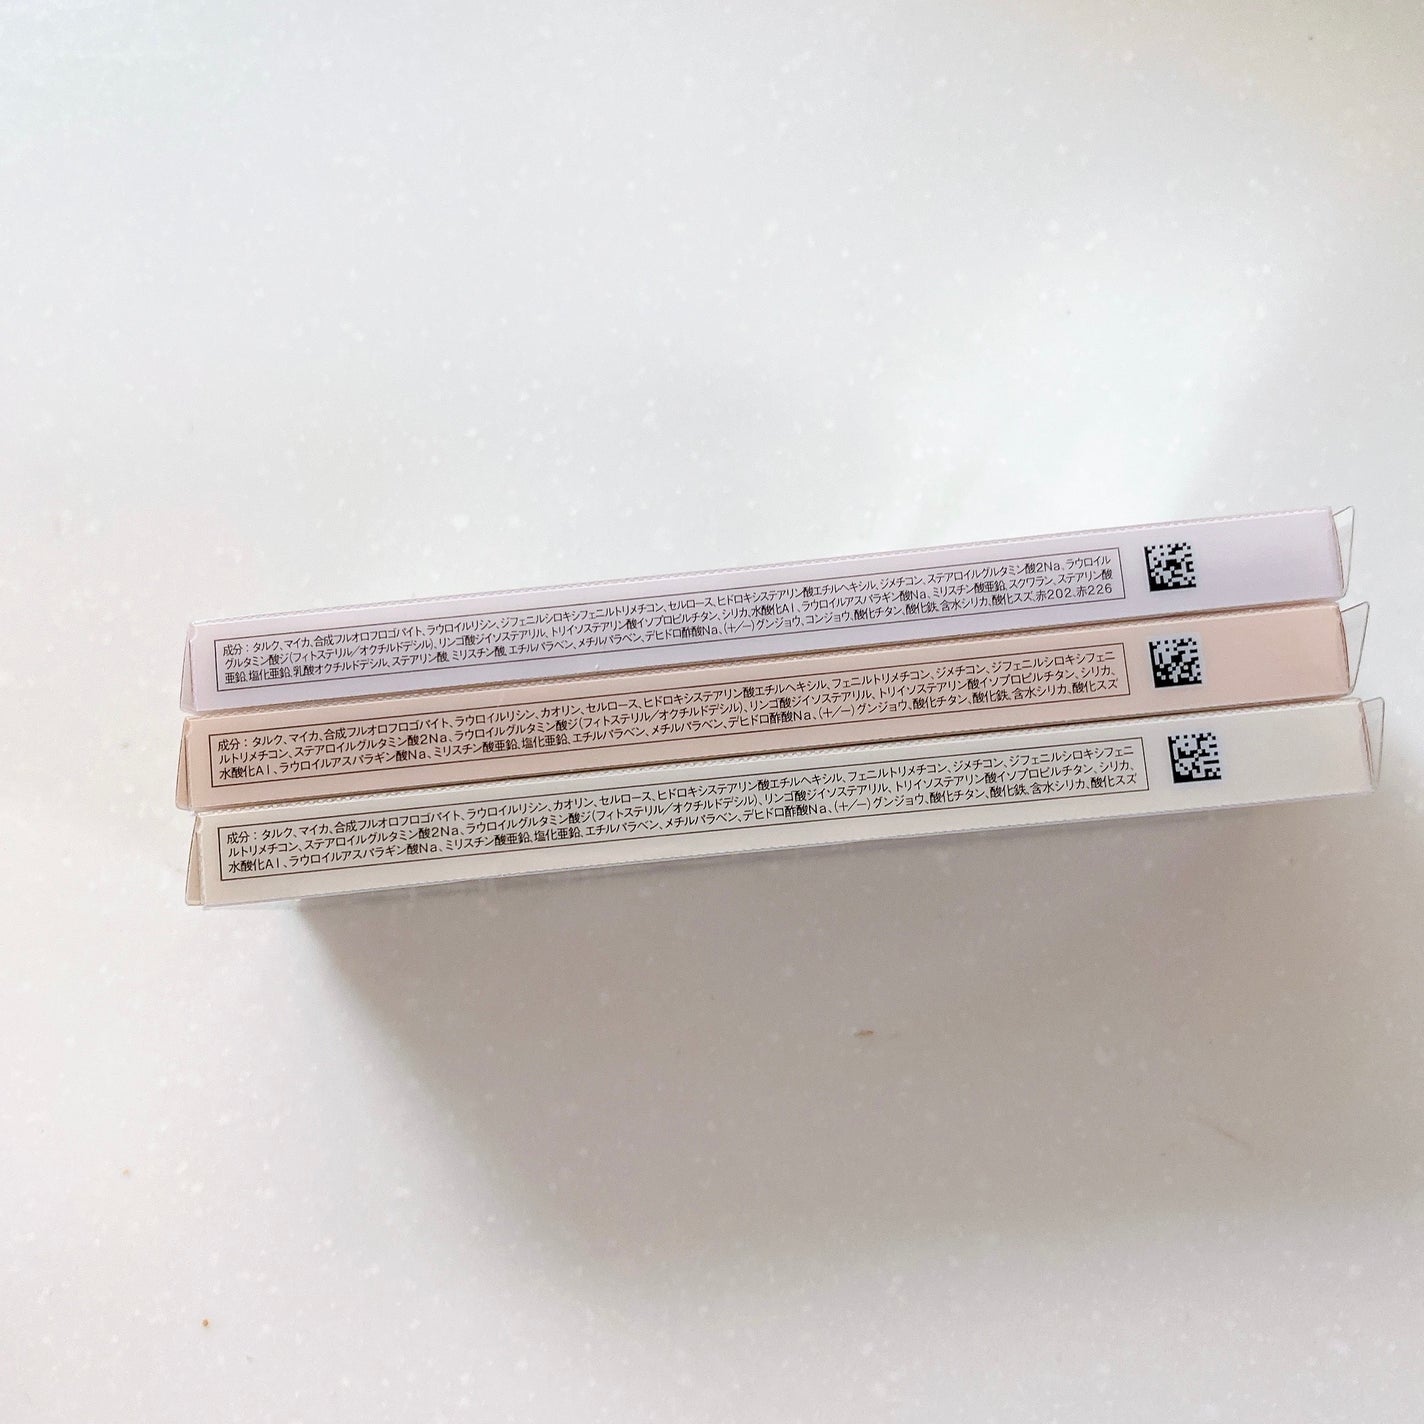 成分：タルク、マイカ、合成フルオロフロゴパイト、ラウロイルリシン、ジフェニルシロキシフェニルトリメチコン、セルロース、ヒドロキシステアリン酸エチルヘキシル、ジメチコン、ステアロイルグルタミン酸2Na、ラウロイル
グルタミン酸ジ(フィトステリル／オクチルドデシル)、リンゴ酸ジイソステアリル、トリイソステアリン酸イソプロピルチタン、シリカ、水酸化Al、ラウロイルアスパラギン酸Na、ミリスチン酸亜鉛、スクワラン、ステアリン酸
亜鉛、塩化亜鉛、乳酸オクチルドデシル、ステアリン酸、ミリスチン酸、エチルパラベン、メチルパラベン、デヒドロ酢酸Na、(＋/−)グンジョウ、コンジョウ、酸化チタン、酸化鉄、含水シリカ、酸化スズ、赤202、赤226
成分：タルク、マイカ、合成フルオロフロゴパイト、ラウロイルリシン、カオリン、セルロース、ヒドロキシステアリン酸エチルヘキシル、フェニルトリメチコン、ジメチコン、ジフェニルシロキシフェニ
ルトリメチコン、ステアロイルグルタミン酸2Na、ラウロイルグルタミン酸ジ(フィトステリル／オクチルドデシル)、リンゴ酸ジイソステアリル、トリイソステアリン酸イソプロピルチタン、シリカ、
水酸化Al、ラウロイルアスパラギン酸Na、ミリスチン酸亜鉛、塩化亜鉛、エチルパラベン、メチルパラベン、デヒドロ酢酸Na、(＋/−)グンジョウ、酸化チタン、酸化鉄、含水シリカ、酸化スズ
成分：タルク、マイカ、合成フルオロフロゴパイト、ラウロイルリシン、カオリン、セルロース、ヒドロキシステアリン酸エチルヘキシル、フェニルトリメチコン、ジメチコン、ジフェニルシロキシフェニ
ルトリメチコン、ステアロイルグルタミン酸2Na、ラウロイルグルタミン酸ジ(フィトステリル／オクチルドデシル)、リンゴ酸ジイソステアリル、トリイソステアリン酸イソプロピルチタン、シリカ、
水酸化Al、ラウロイルアスパラギン酸Na、ミリスチン酸亜鉛、塩化亜鉛、エチルパラベン、メチルパラベン、デヒドロ酢酸Na、(＋/−)グンジョウ、酸化チタン、酸化鉄、含水シリカ、酸化スズ